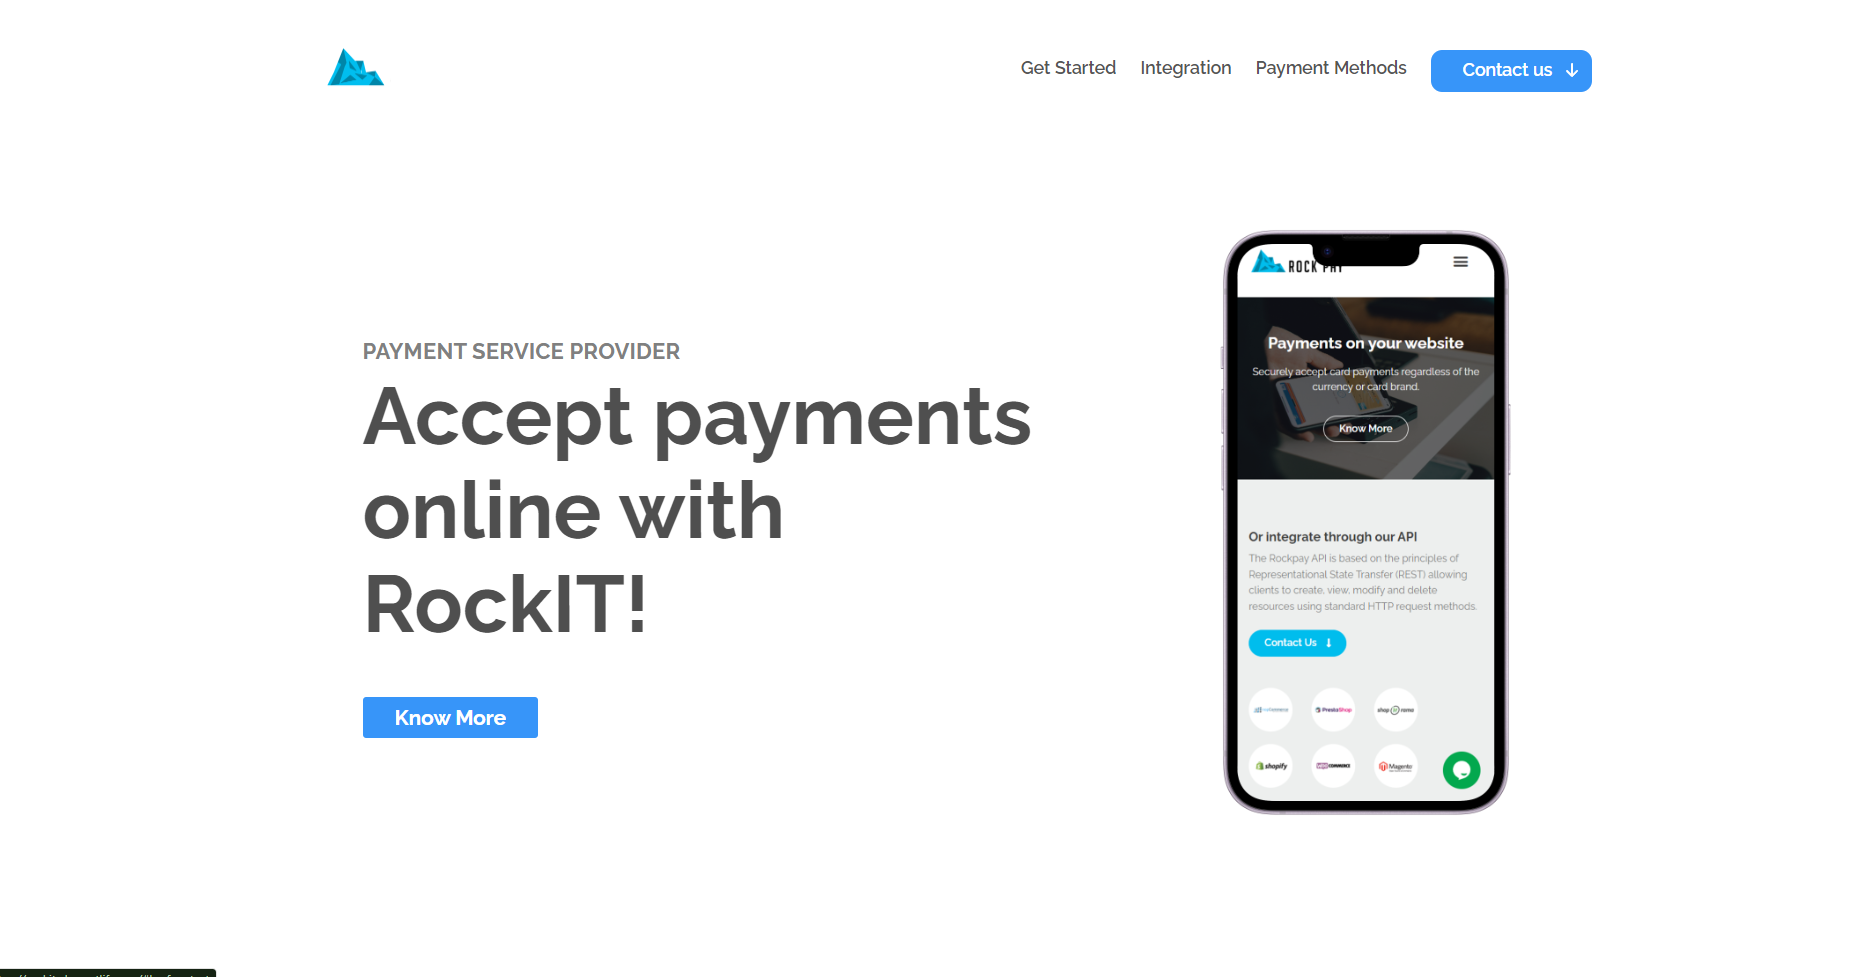 Get Started
Integration
Payment Methods
Contact us
PAYMENT SERVICE PROVIDER
Accept payments
online with
RockIT!
Know More
ROCK PAY
Payments on your website
Securely accept card payments regardless of the
currency or card brand.
Know More
Or integrate through our API
The Rockpay API is based on the principles of
Representational State Transfer (REST) allowing
clients to create, view, modify and delete
resources using standard HTTP request methods.
Contact Us
PrestaShop
shoproma
shopify
WOOCOMMERCE
Magento